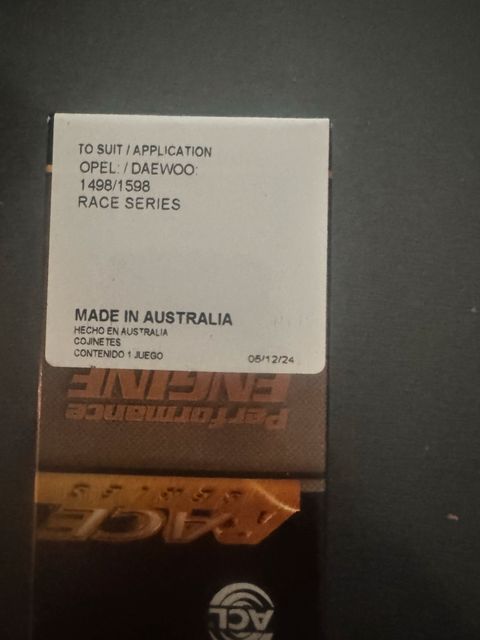 TO SUIT / APPLICATION
OPEL: / DAEWOO:
1498/1598
RACE SERIES
MADE IN AUSTRALIA
HECHO EN AUSTRALIA
COJINETES
CONTENIDO 1 JUEGO 05/12/24
Performance
ENGINE
RACE
SERIES
ACL